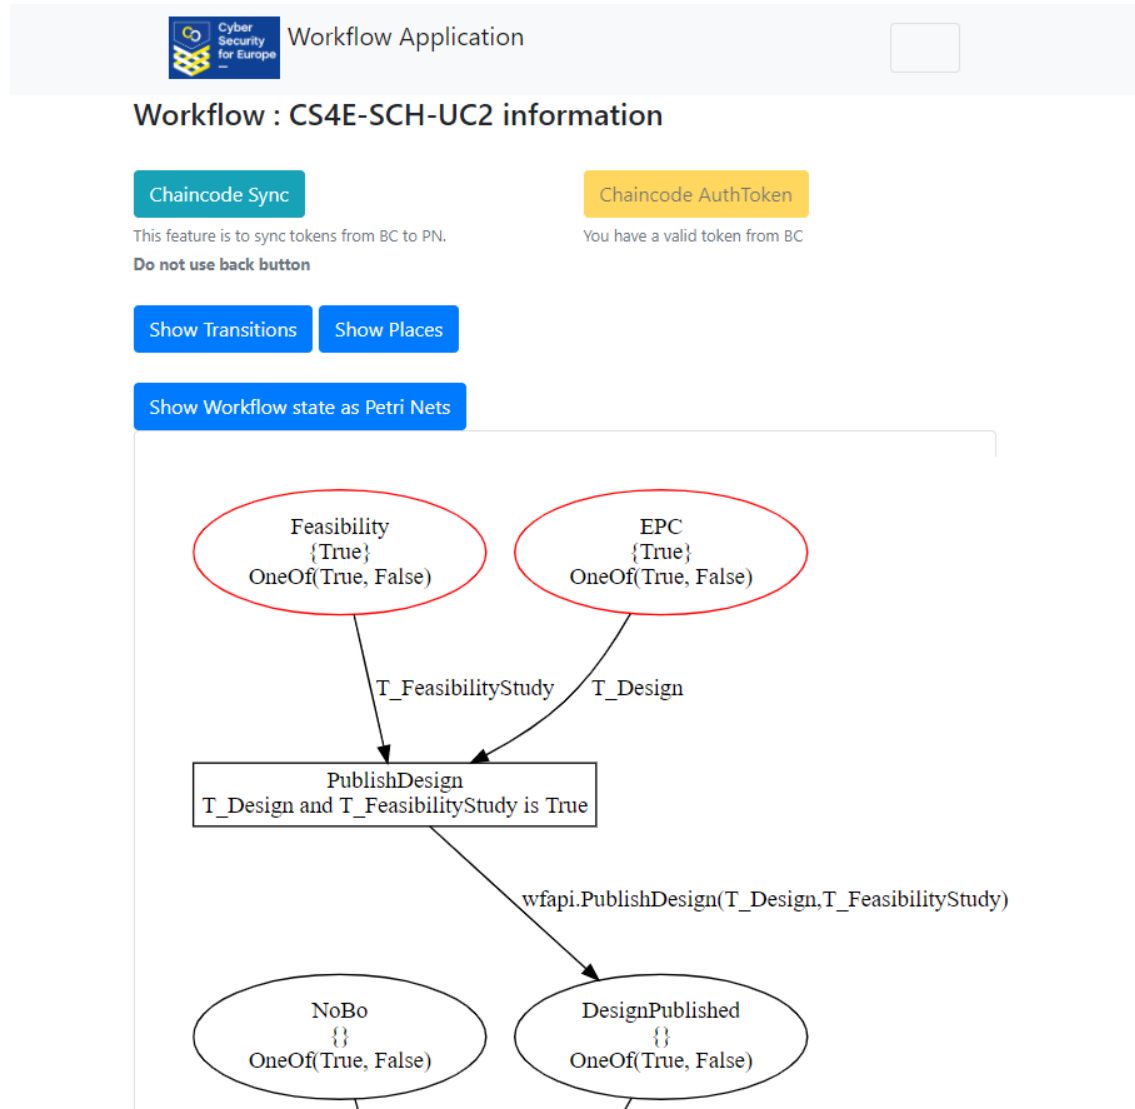 Cyber
Security
for Europe
Workflow Application
Workflow : CS4E-SCH-UC2 information
Chaincode Sync
Chaincode AuthToken
This feature is to sync tokens from BC to PN.
You have a valid token from BC
Do not use back button
Show Transitions
Show Places
Show Workflow state as Petri Nets
Feasibility
{True}
OneOf(True, False)
EPC
{True}
OneOf(True, False)
T_FeasibilityStudy
T_Design
PublishDesign
T_Design and T_FeasibilityStudy is True
wfapi.PublishDesign(T_Design,T_FeasibilityStudy)
NoBo
{}
OneOf(True, False)
DesignPublished
{}
OneOf(True, False)